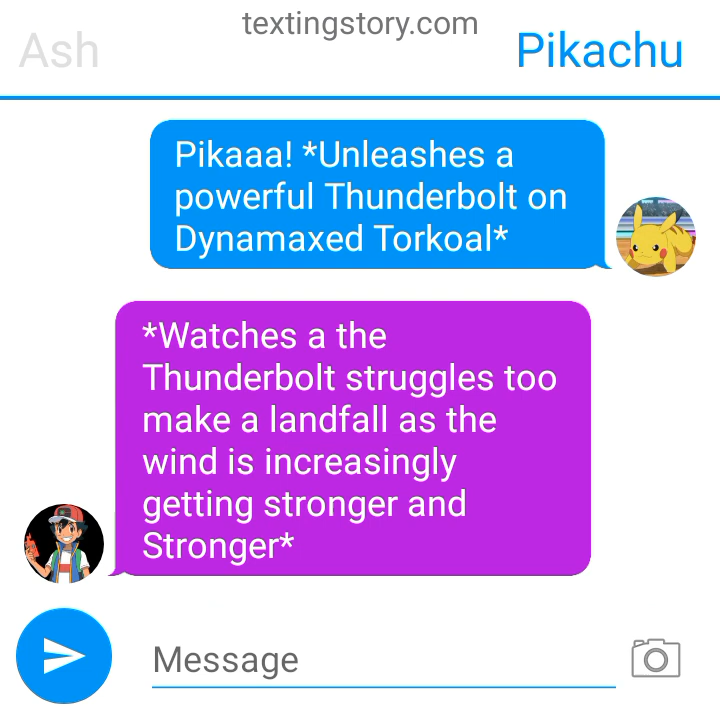 textingstory.com
Ash
Pikachu
Pikaaa! *Unleashes a
powerful Thunderbolt on
Dynamaxed Torkoal*
*Watches a the
Thunderbolt struggles too
make a landfall as the
wind is increasingly
getting stronger and
Stronger*
Message